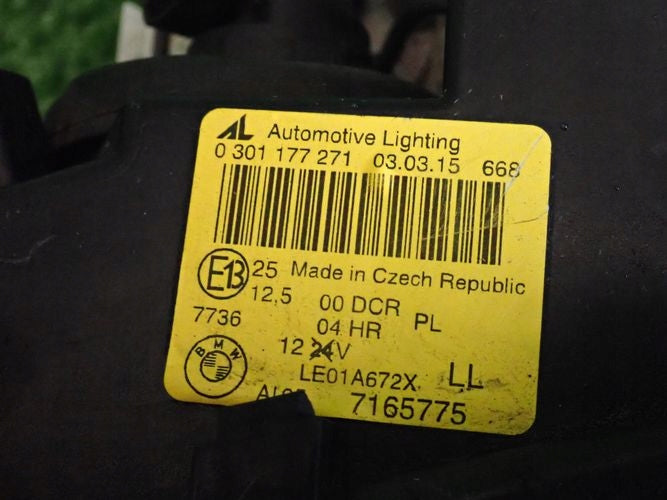 AL Automotive Lighting
0 301 177 271 03.03.15 668
E13 25 Made in Czech Republic
12,5 00 DCR PL
7736 04 HR
12 24V
BMW LE01A672X LL
7165775